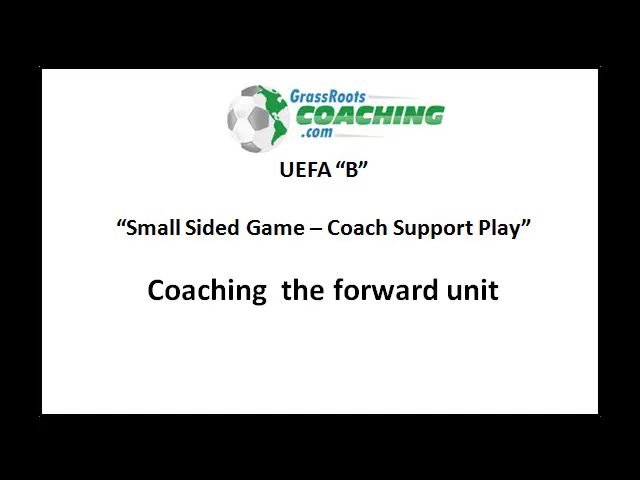 GrassRoots
COACHING
.com
UEFA “B”
“Small Sided Game – Coach Support Play”
Coaching  the forward unit